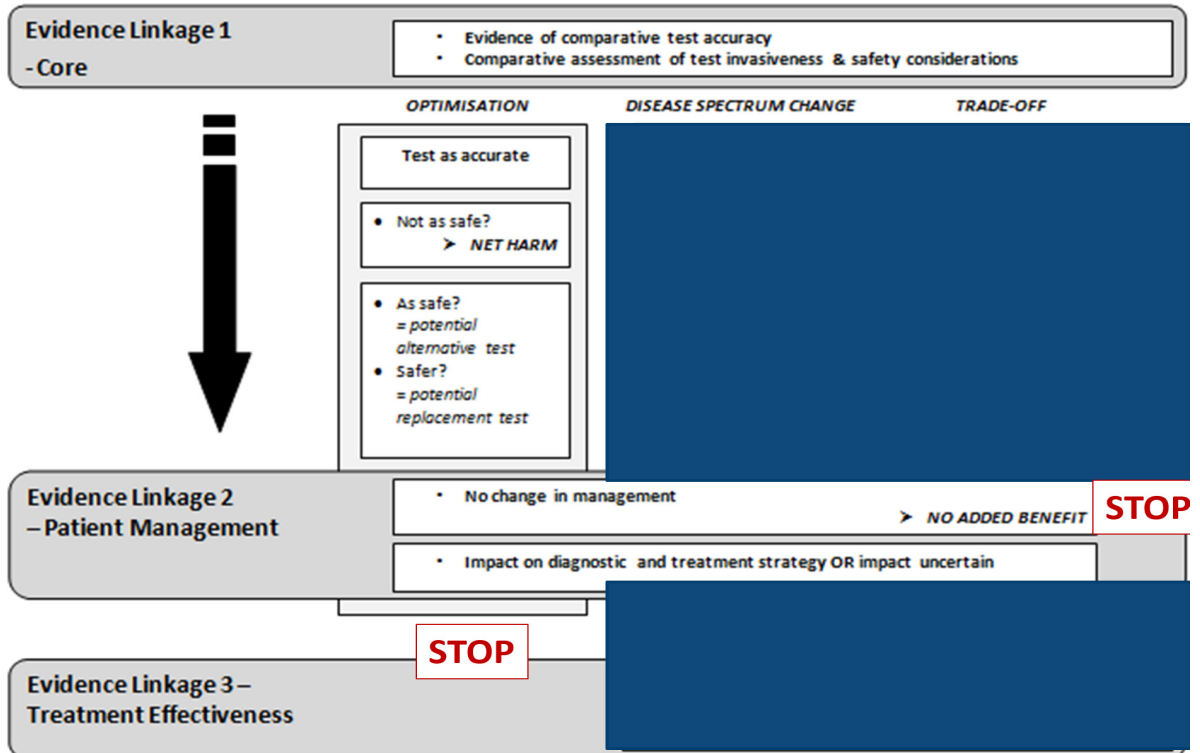 Evidence Linkage 1
- Core
• Evidence of comparative test accuracy
• Comparative assessment of test invasiveness & safety considerations
OPTIMISATION
DISEASE SPECTRUM CHANGE
TRADE-OFF
Test as accurate
• Not as safe?
➢ NET HARM
• As safe?
= potential
alternative test
• Safer?
= potential
replacement test
Evidence Linkage 2
– Patient Management
• No change in management
➢ NO ADDED BENEFIT
STOP
• Impact on diagnostic and treatment strategy OR impact uncertain
STOP
Evidence Linkage 3 –
Treatment Effectiveness